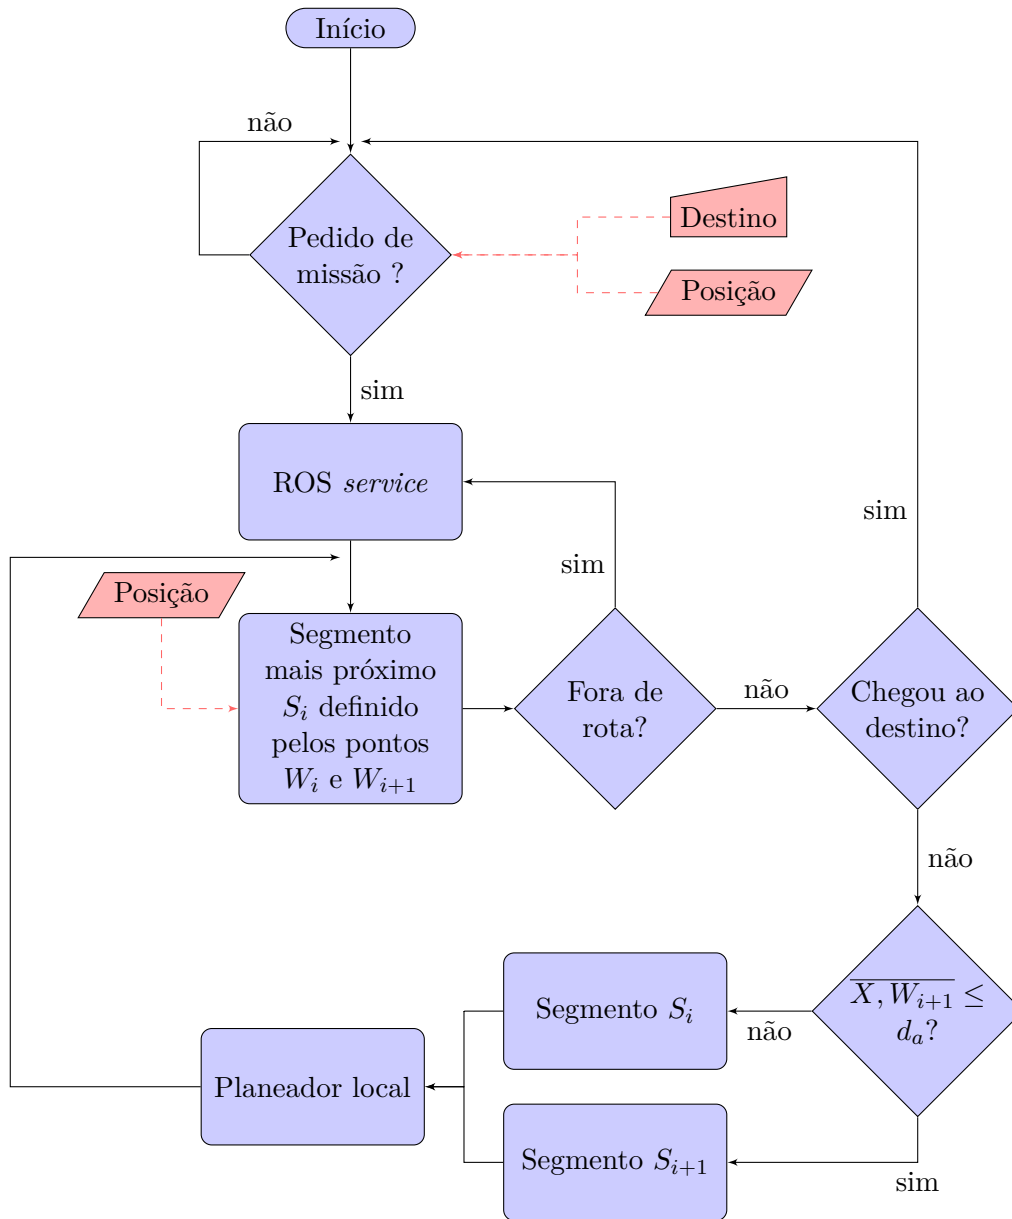 Início
não
Pedido de
missão ?
Destino
Posição
sim
ROS service
sim
sim
Posição
Segmento
mais próximo
$S_i$ definido
pelos pontos
$W_i$ e $W_{i+1}$
Fora de
rota?
não
Chegou ao
destino?
não
$\overline{X, W_{i+1}} \leq$
$d_a$?
não
Segmento $S_i$
Planeador local
Segmento $S_{i+1}$
sim